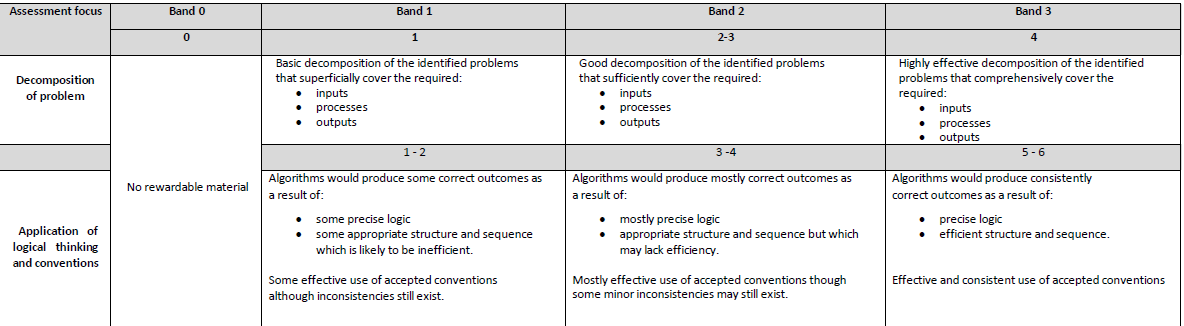 Assessment focus
Band 0
Band 1
Band 2
Band 3
0
1
2-3
4
Decomposition
of problem
No rewardable material
Basic decomposition of the identified problems
that superficially cover the required:
• inputs
• processes
• outputs
Good decomposition of the identified problems
that sufficiently cover the required:
• inputs
• processes
• outputs
Highly effective decomposition of the identified
problems that comprehensively cover the
required:
• inputs
• processes
• outputs
1 - 2
3 -4
5 - 6
Application of
logical thinking
and conventions
Algorithms would produce some correct outcomes as
a result of:
• some precise logic
• some appropriate structure and sequence
which is likely to be inefficient.
Some effective use of accepted conventions
although inconsistencies still exist.
Algorithms would produce mostly correct outcomes as
a result of:
• mostly precise logic
• appropriate structure and sequence but which
may lack efficiency.
Mostly effective use of accepted conventions though
some minor inconsistencies may still exist.
Algorithms would produce consistently
correct outcomes as a result of:
• precise logic
• efficient structure and sequence.
Effective and consistent use of accepted conventions